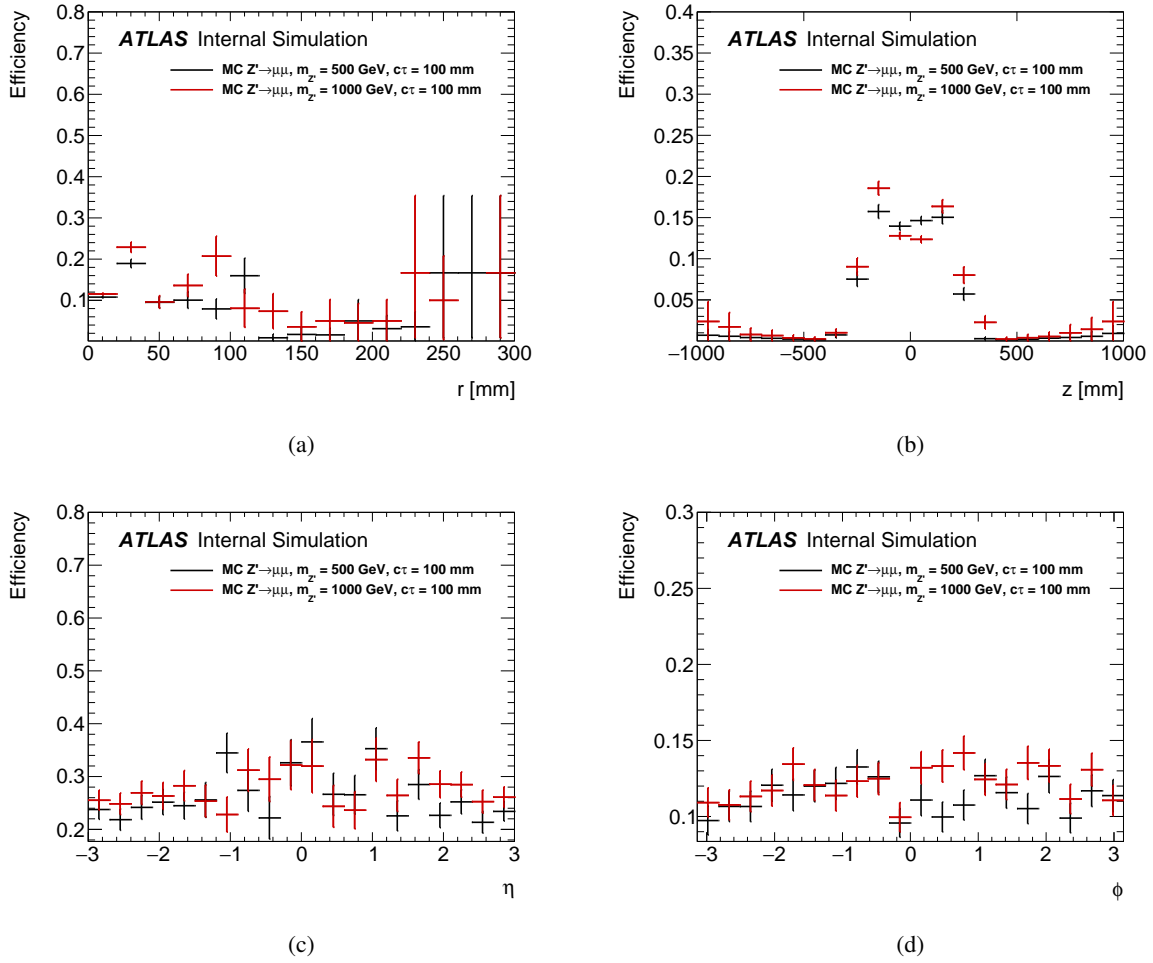 Efficiency
0.8
0.7
0.6
0.5
0.4
0.3
0.2
0.1
ATLAS Internal Simulation
MC Z'→μμ, m_Z' = 500 GeV, cτ = 100 mm
MC Z'→μμ, m_Z' = 1000 GeV, cτ = 100 mm
0 50 100 150 200 250 300
r [mm]
(a)
Efficiency
0.4
0.35
0.3
0.25
0.2
0.15
0.1
0.05
ATLAS Internal Simulation
MC Z'→μμ, m_Z' = 500 GeV, cτ = 100 mm
MC Z'→μμ, m_Z' = 1000 GeV, cτ = 100 mm
−1000 −500 0 500 1000
z [mm]
(b)
Efficiency
0.8
0.7
0.6
0.5
0.4
0.3
0.2
ATLAS Internal Simulation
MC Z'→μμ, m_Z' = 500 GeV, cτ = 100 mm
MC Z'→μμ, m_Z' = 1000 GeV, cτ = 100 mm
−3 −2 −1 0 1 2 3
η
(c)
Efficiency
0.3
0.25
0.2
0.15
0.1
ATLAS Internal Simulation
MC Z'→μμ, m_Z' = 500 GeV, cτ = 100 mm
MC Z'→μμ, m_Z' = 1000 GeV, cτ = 100 mm
−3 −2 −1 0 1 2 3
ϕ
(d)